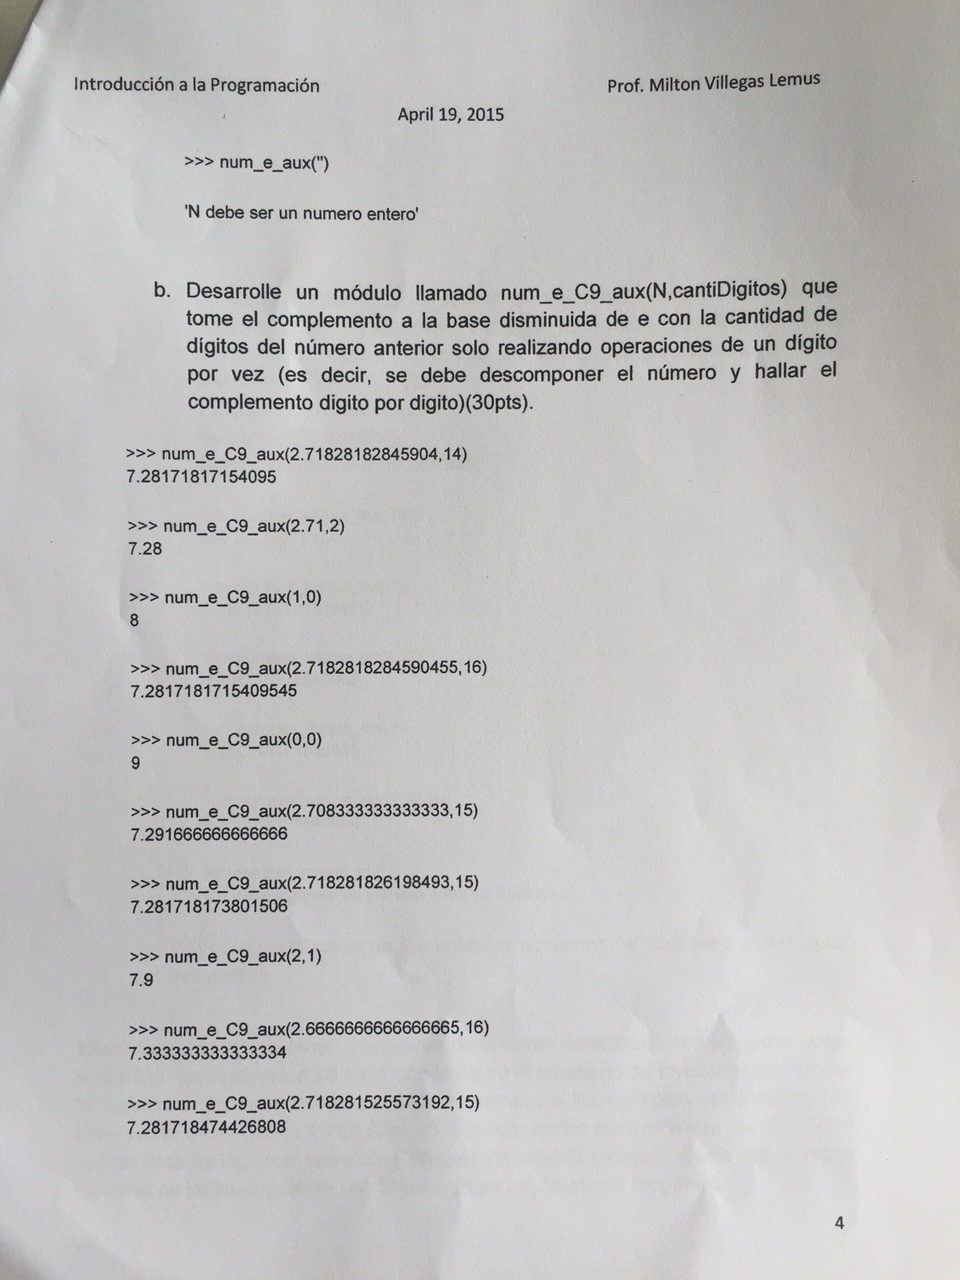 Introducción a la Programación
Prof. Milton Villegas Lemus
April 19, 2015
>>> num_e_aux('')
'N debe ser un numero entero'
b. Desarrolle un módulo llamado num_e_C9_aux(N,cantiDigitos) que
tome el complemento a la base disminuida de e con la cantidad de
dígitos del número anterior solo realizando operaciones de un dígito
por vez (es decir, se debe descomponer el número y hallar el
complemento digito por digito)(30pts).
>>> num_e_C9_aux(2.71828182845904,14)
7.28171817154095
>>> num_e_C9_aux(2.71,2)
7.28
>>> num_e_C9_aux(1,0)
8
>>> num_e_C9_aux(2.7182818284590455,16)
7.2817181715409545
>>> num_e_C9_aux(0,0)
9
>>> num_e_C9_aux(2.708333333333333,15)
7.291666666666666
>>> num_e_C9_aux(2.718281826198493,15)
7.281718173801506
>>> num_e_C9_aux(2,1)
7.9
>>> num_e_C9_aux(2.6666666666666665,16)
7.333333333333334
>>> num_e_C9_aux(2.718281525573192,15)
7.281718474426808
4